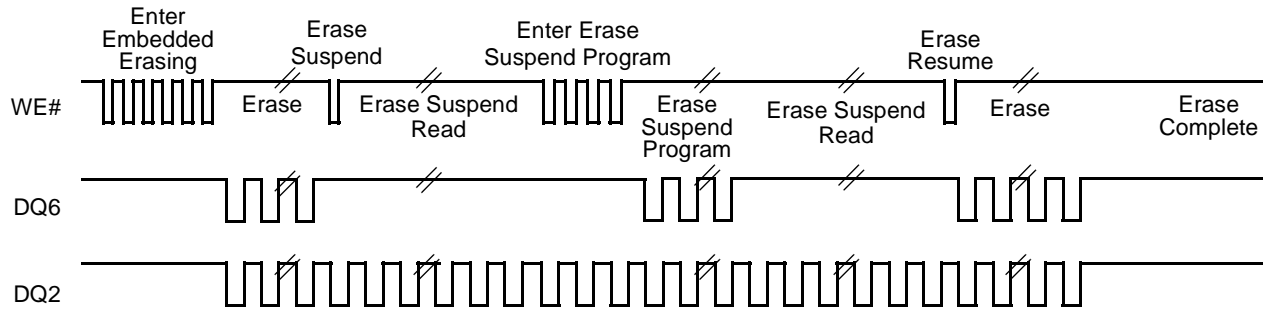 Enter
Embedded
Erasing
Erase
Suspend
Enter Erase
Suspend Program
Erase
Resume
WE#
Erase
Erase Suspend
Read
Erase
Suspend
Program
Erase Suspend
Read
Erase
Erase
Complete
DQ6
DQ2